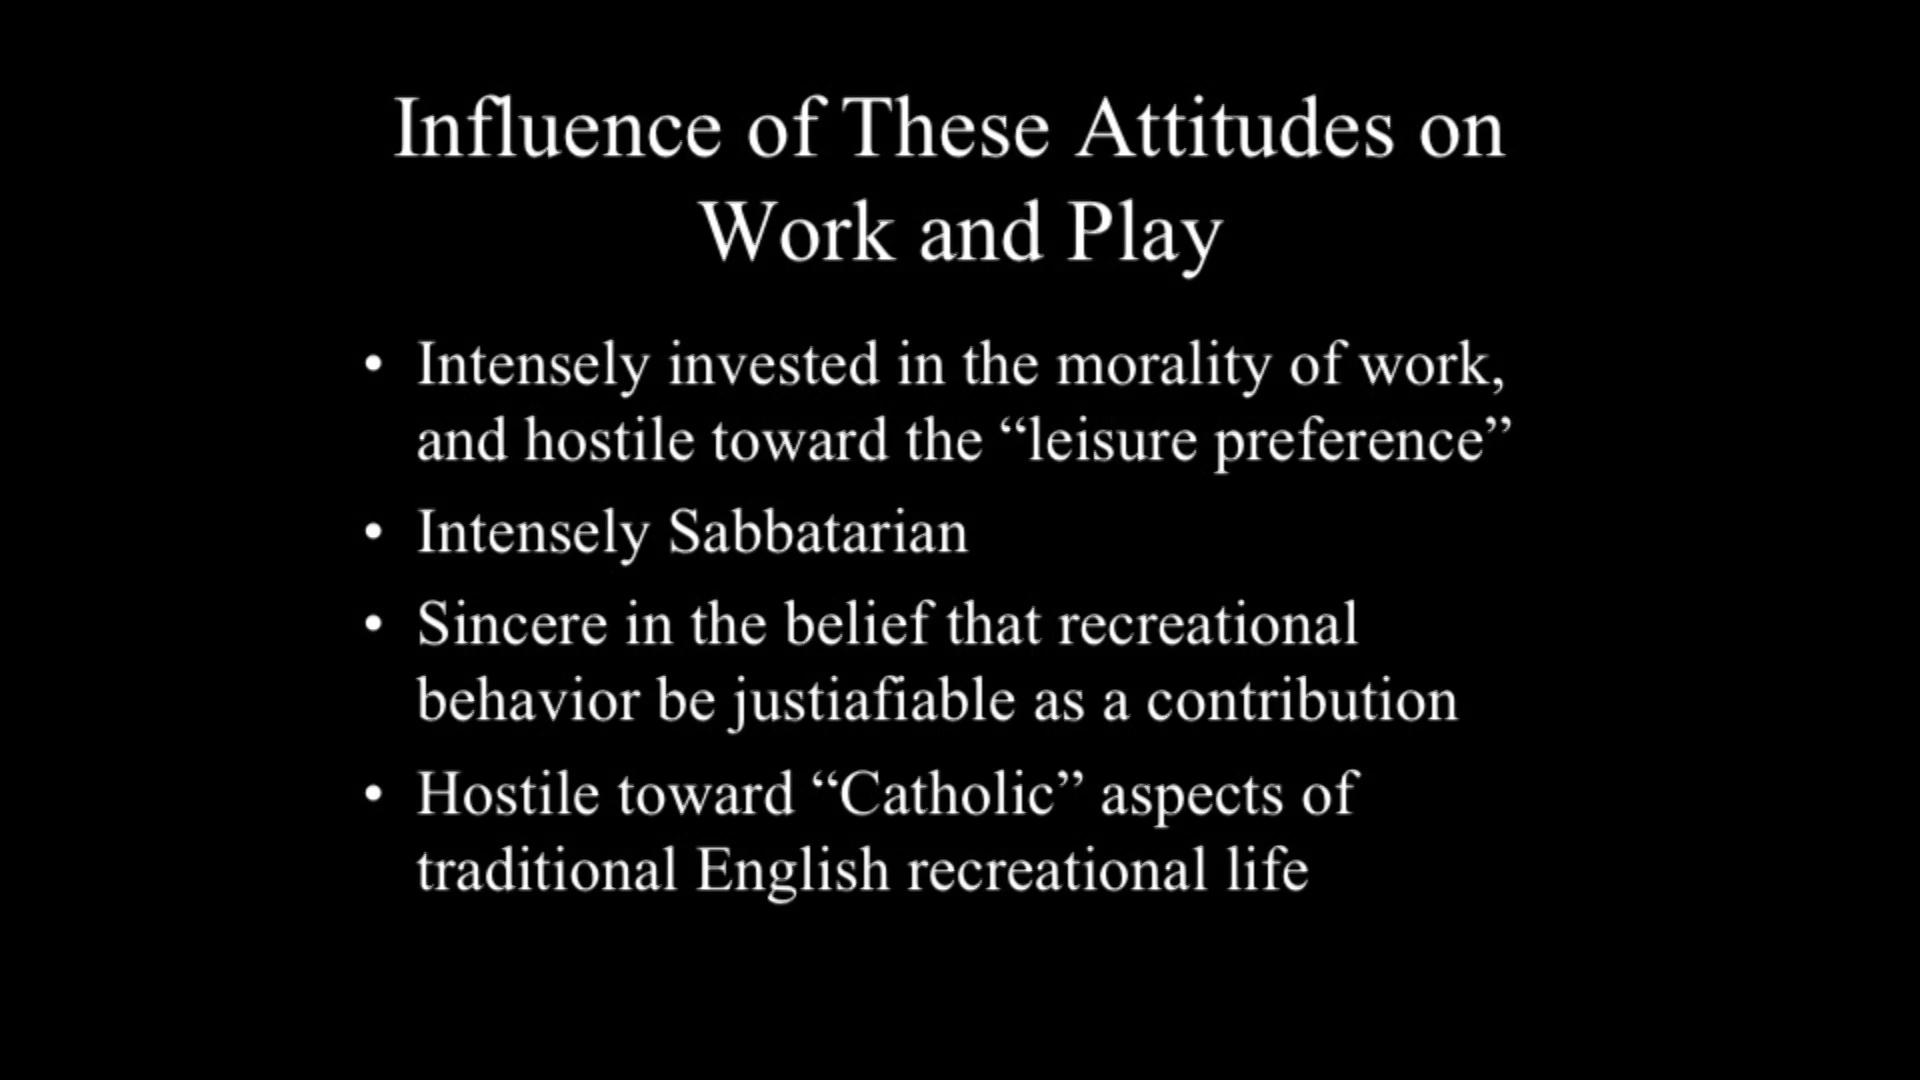 Influence of These Attitudes on
Work and Play
• Intensely invested in the morality of work,
and hostile toward the “leisure preference”
• Intensely Sabbatarian
• Sincere in the belief that recreational
behavior be justiafiable as a contribution
• Hostile toward “Catholic” aspects of
traditional English recreational life